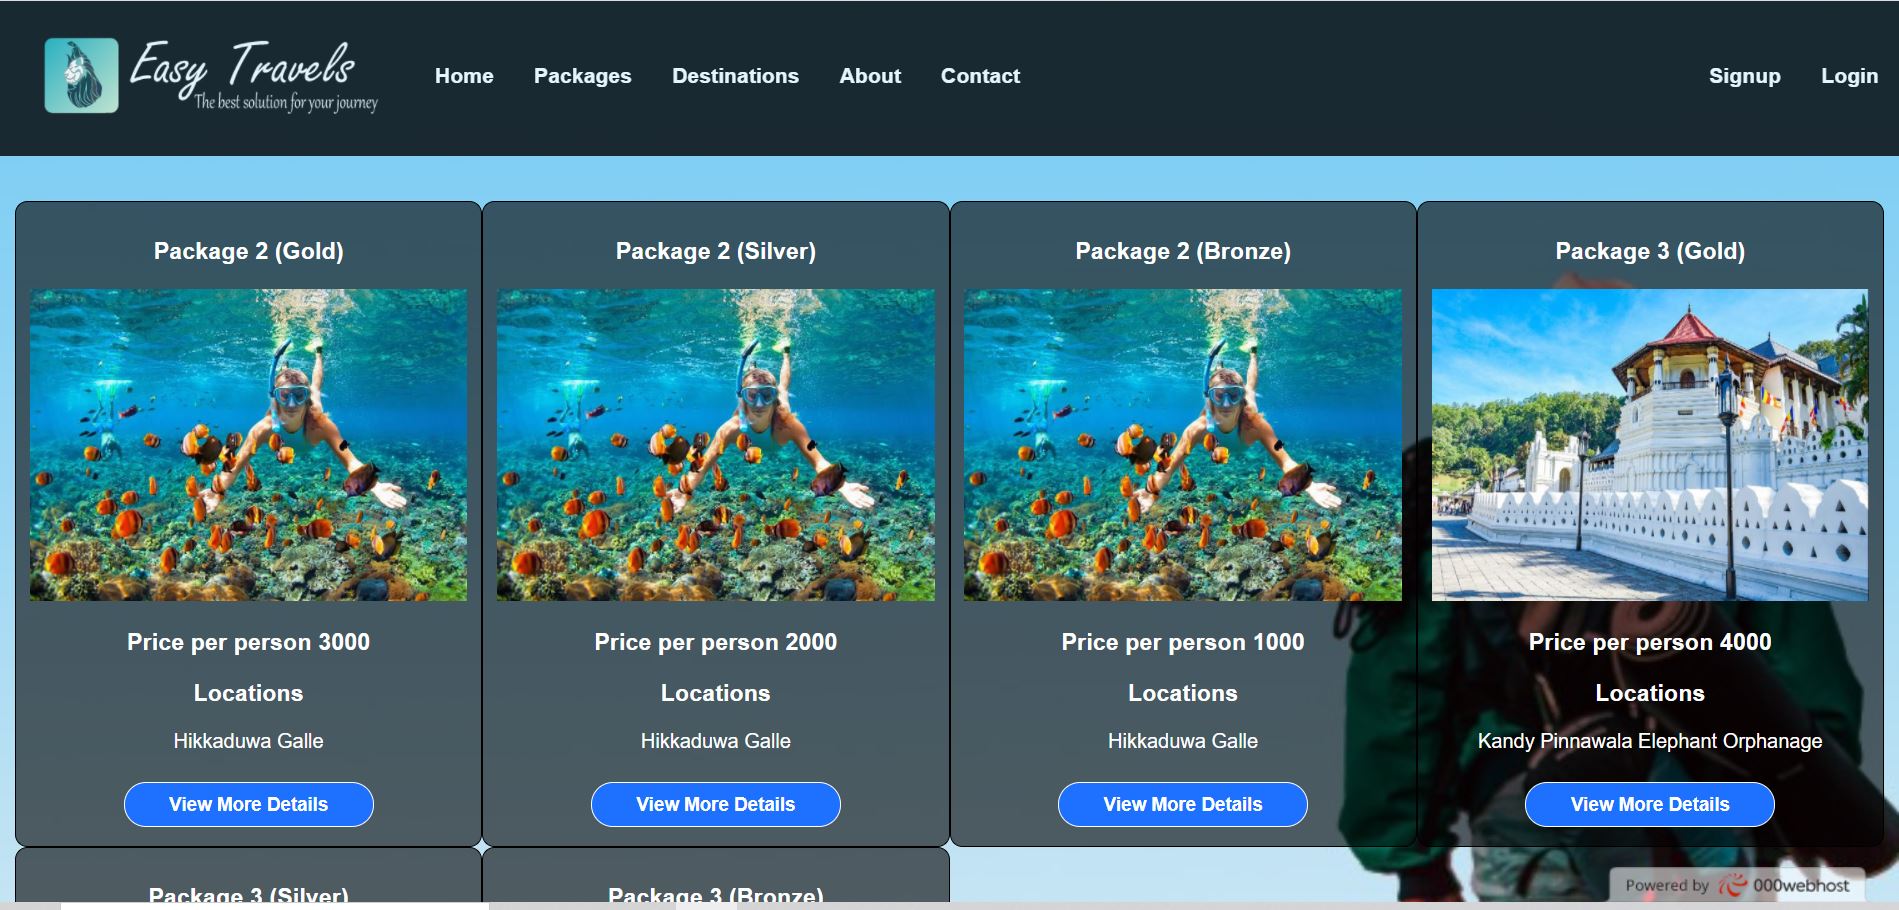 Easy Travels
The best solution for your journey
Home Packages Destinations About Contact Signup Login
Package 2 (Gold)
Price per person 3000
Locations
Hikkaduwa Galle
View More Details
Package 2 (Silver)
Price per person 2000
Locations
Hikkaduwa Galle
View More Details
Package 2 (Bronze)
Price per person 1000
Locations
Hikkaduwa Galle
View More Details
Package 3 (Gold)
Price per person 4000
Locations
Kandy Pinnawala Elephant Orphanage
View More Details
Package 3 (Silver)
Package 3 (Bronze)
Powered by 000webhost